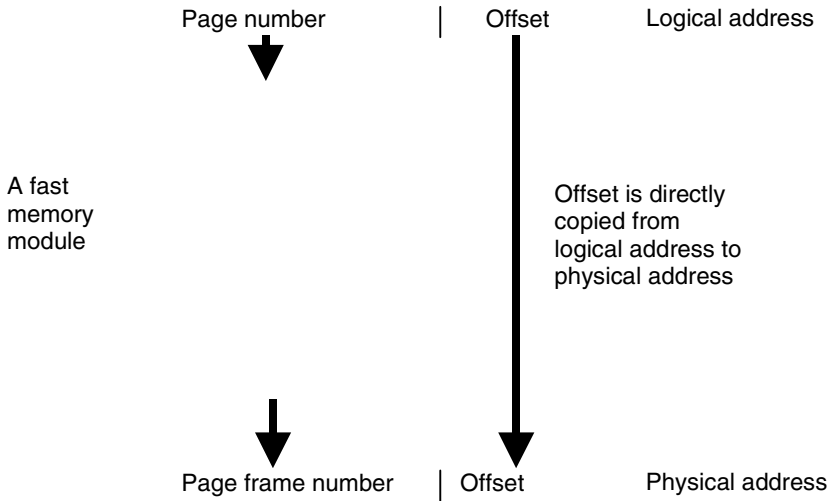 Page number | Offset Logical address
A fast
memory
module
Offset is directly
copied from
logical address to
physical address
Page frame number | Offset Physical address